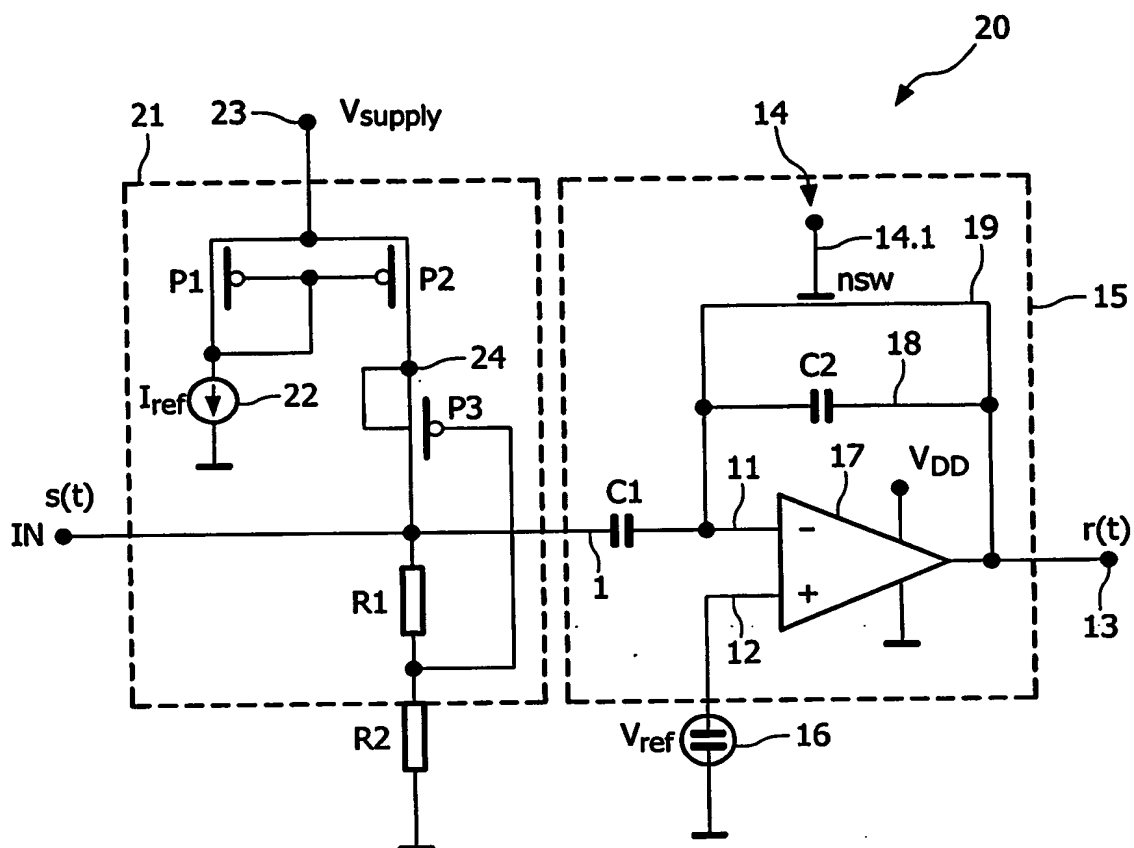 20
21
23
Vsupply
14
14.1
19
nsw
15
P1
P2
24
C2
18
Iref
22
P3
VDD
17
s(t)
C1
11
IN
r(t)
−
1
R1
+
12
13
R2
Vref
16